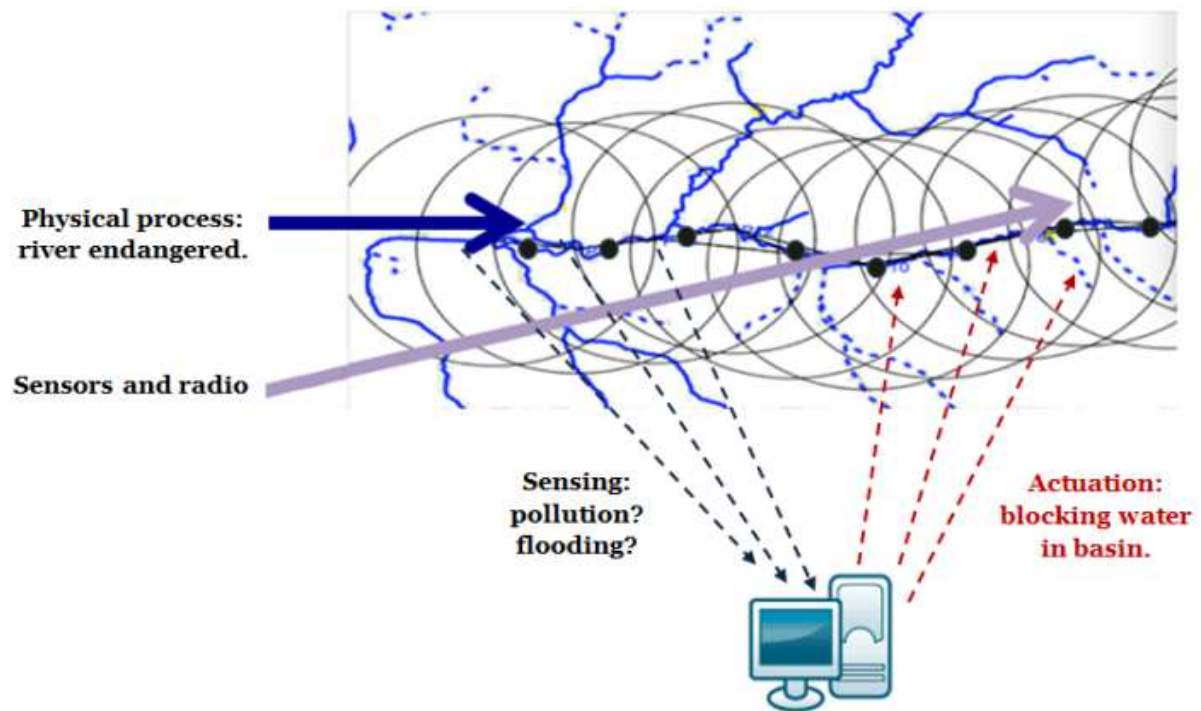 Physical process:
river endangered.
Sensors and radio
Sensing:
pollution?
flooding?
Actuation:
blocking water
in basin.